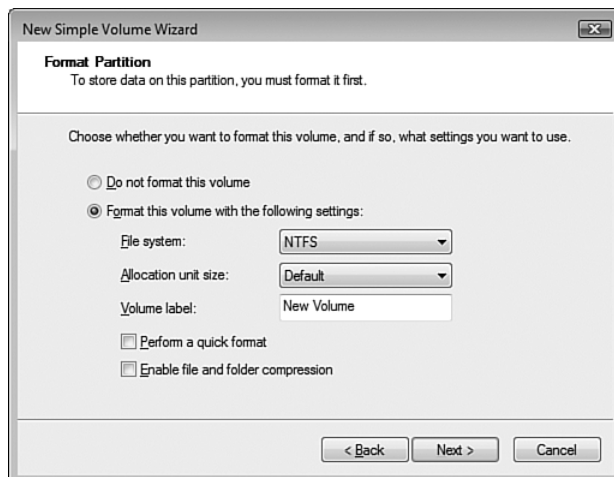 New Simple Volume Wizard
Format Partition
To store data on this partition, you must format it first.
Choose whether you want to format this volume, and if so, what settings you want to use.
Do not format this volume
Format this volume with the following settings:
File system: NTFS
Allocation unit size: Default
Volume label: New Volume
Perform a quick format
Enable file and folder compression
< Back Next > Cancel